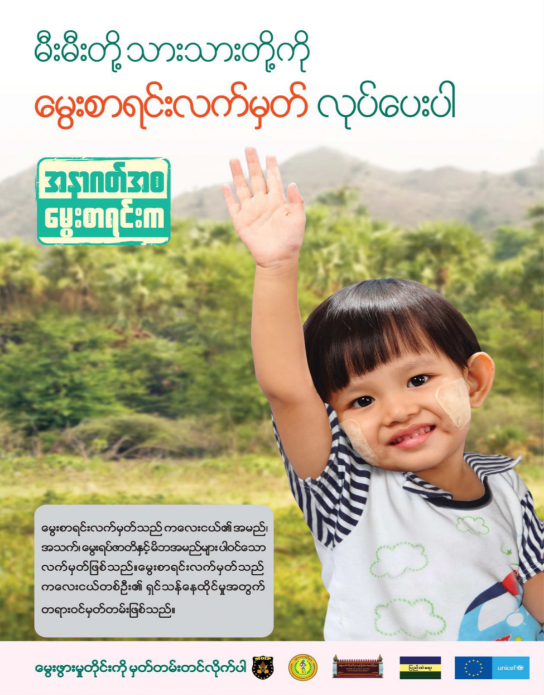 မီးမီးတို့ သားသားတို့ကို
မွေးစာရင်းလက်မှတ် လုပ်ပေးပါ
အနာဂတ်အစ
မွေးစာရင်းက
မွေးစာရင်းလက်မှတ်သည် ကလေးငယ်၏ အမည်၊
အသက်၊ မွေးရပ်ဇာတိနှင့် မိဘအမည်များ ပါဝင်သော
လက်မှတ်ဖြစ်သည်။ မွေးစာရင်းလက်မှတ်သည်
ကလေးငယ်တစ်ဦး၏ ရှင်သန်နေထိုင်မှုအတွက်
တရားဝင်မှတ်တမ်းဖြစ်သည်။
မွေးဖွားမှုတိုင်းကို မှတ်တမ်းတင်လိုက်ပါ
unicef